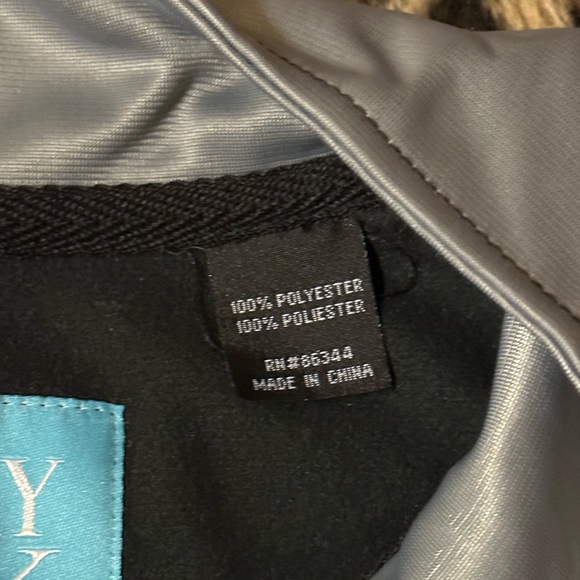 100% POLYESTER
100% POLIESTER
RN#86344
MADE IN CHINA
Y